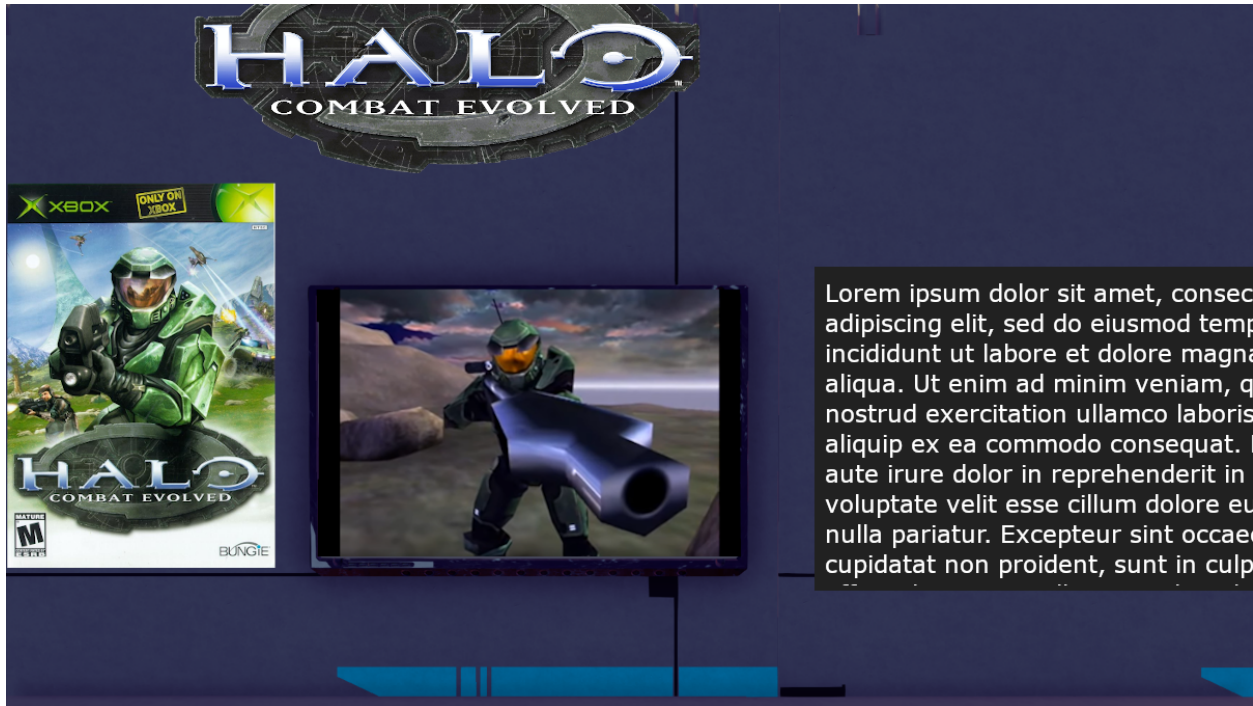 HALO
™
COMBAT EVOLVED
XBOX
ONLY ON
XBOX
HALO
COMBAT EVOLVED
MATURE
M
ESRB
BUNGIE
Lorem ipsum dolor sit amet, consec
adipiscing elit, sed do eiusmod temp
incididunt ut labore et dolore magna
aliqua. Ut enim ad minim veniam, q
nostrud exercitation ullamco laboris
aliquip ex ea commodo consequat.
aute irure dolor in reprehenderit in
voluptate velit esse cillum dolore eu
nulla pariatur. Excepteur sint occaec
cupidatat non proident, sunt in culp